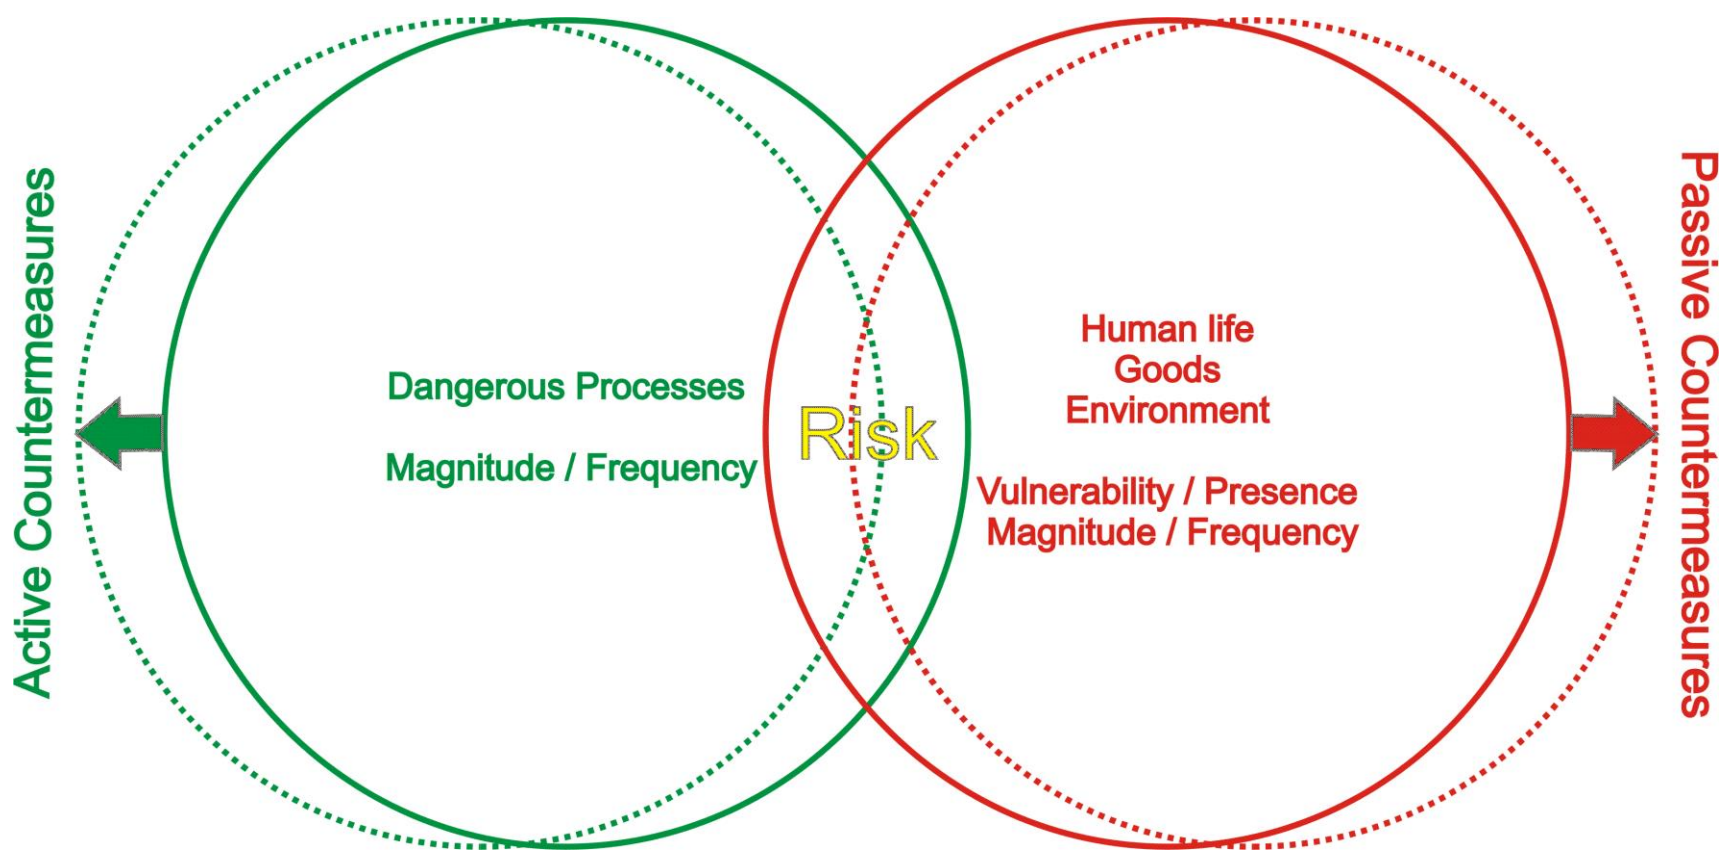 Active Countermeasures
Dangerous Processes
Magnitude / Frequency
Risk
Human life
Goods
Environment
Vulnerability / Presence
Magnitude / Frequency
Passive Countermeasures